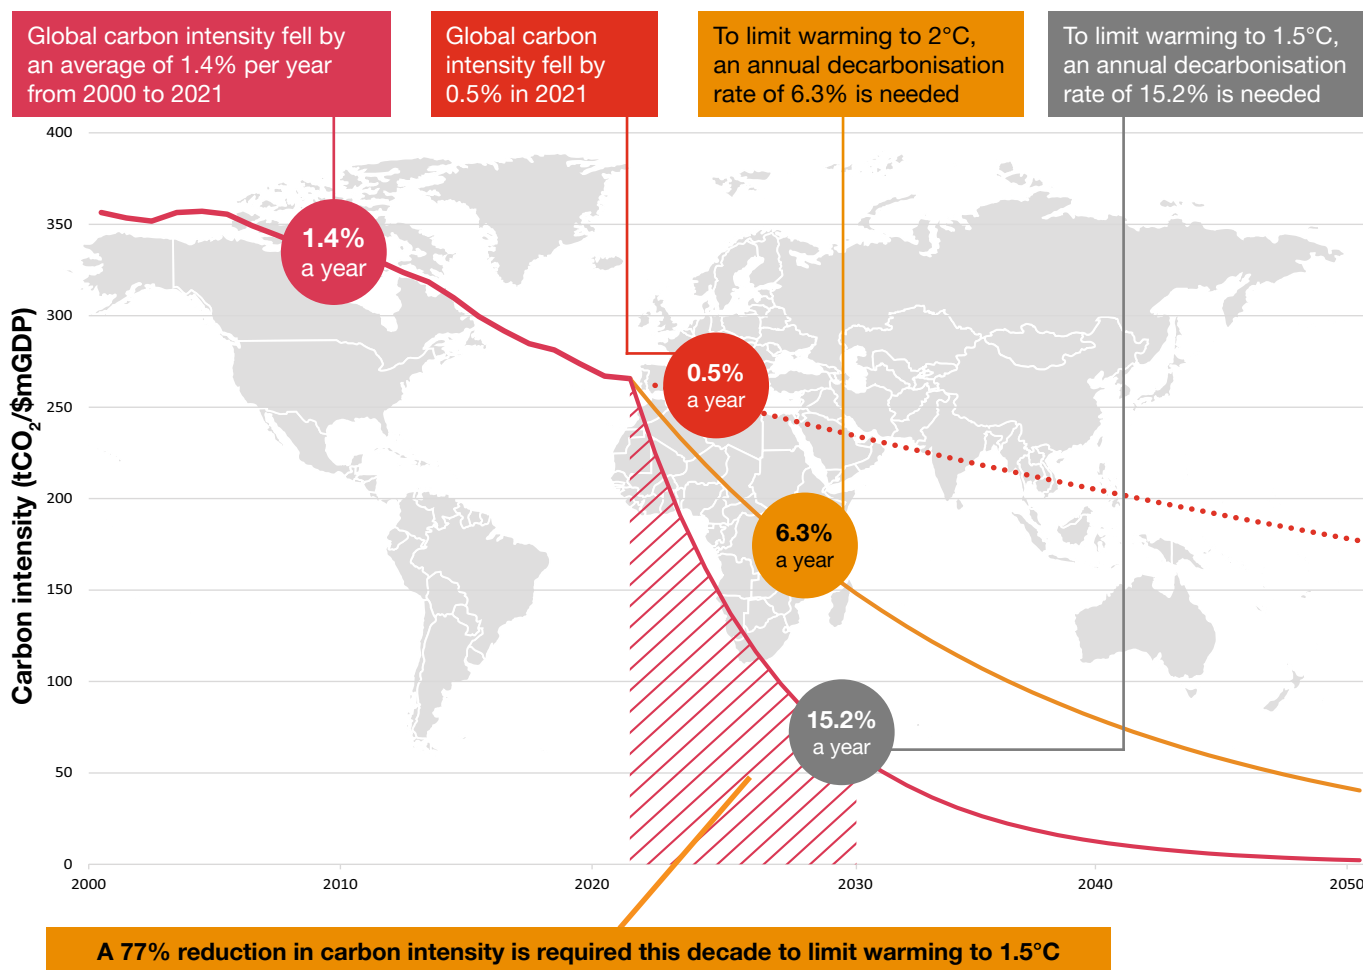 Global carbon intensity fell by
an average of 1.4% per year
from 2000 to 2021
Global carbon
intensity fell by
0.5% in 2021
To limit warming to 2°C,
an annual decarbonisation
rate of 6.3% is needed
To limit warming to 1.5°C,
an annual decarbonisation
rate of 15.2% is needed
Carbon intensity (tCO₂/$mGDP)
400
350
300
250
200
150
100
50
0
1.4%
a year
0.5%
a year
6.3%
a year
15.2%
a year
2000
2010
2020
2030
2040
2050
A 77% reduction in carbon intensity is required this decade to limit warming to 1.5°C